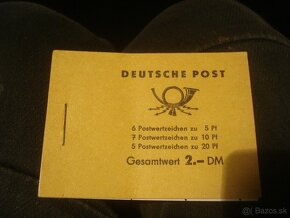 DEUTSCHE POST
6 Postwertzeichen zu 5 Pf
7 Postwertzeichen zu 10 Pf
5 Postwertzeichen zu 20 Pf
Gesamtwert 2.– DM
bazar.sk